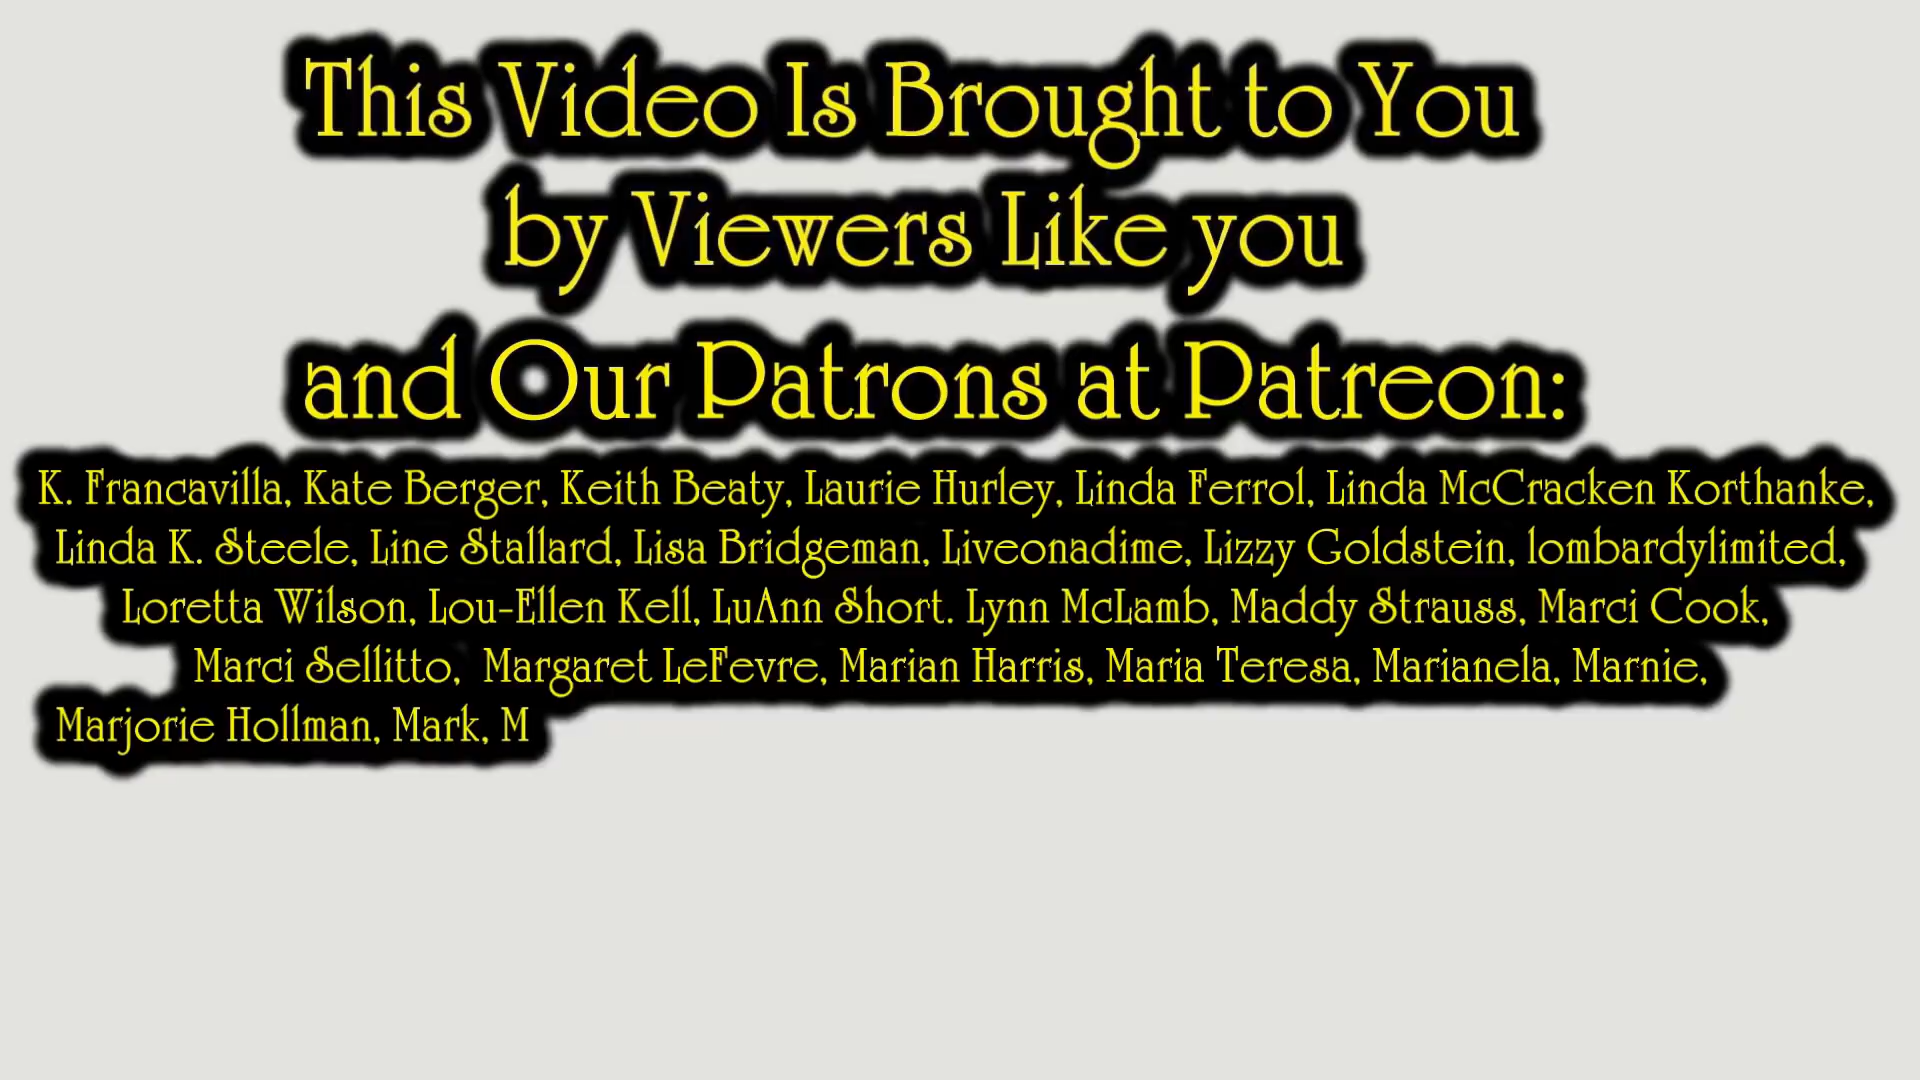 This Video Is Brought to You
by Viewers Like you
and Our Patrons at Patreon:
K. Francavilla, Kate Berger, Keith Beaty, Laurie Hurley, Linda Ferrol, Linda McCracken Korthanke,
Linda K. Steele, Line Stallard, Lisa Bridgeman, Liveonadime, Lizzy Goldstein, lombardylimited,
Loretta Wilson, Lou-Ellen Kell, LuAnn Short. Lynn McLamb, Maddy Strauss, Marci Cook,
Marci Sellitto,  Margaret LeFevre, Marian Harris, Maria Teresa, Marianela, Marnie,
Marjorie Hollman, Mark, M